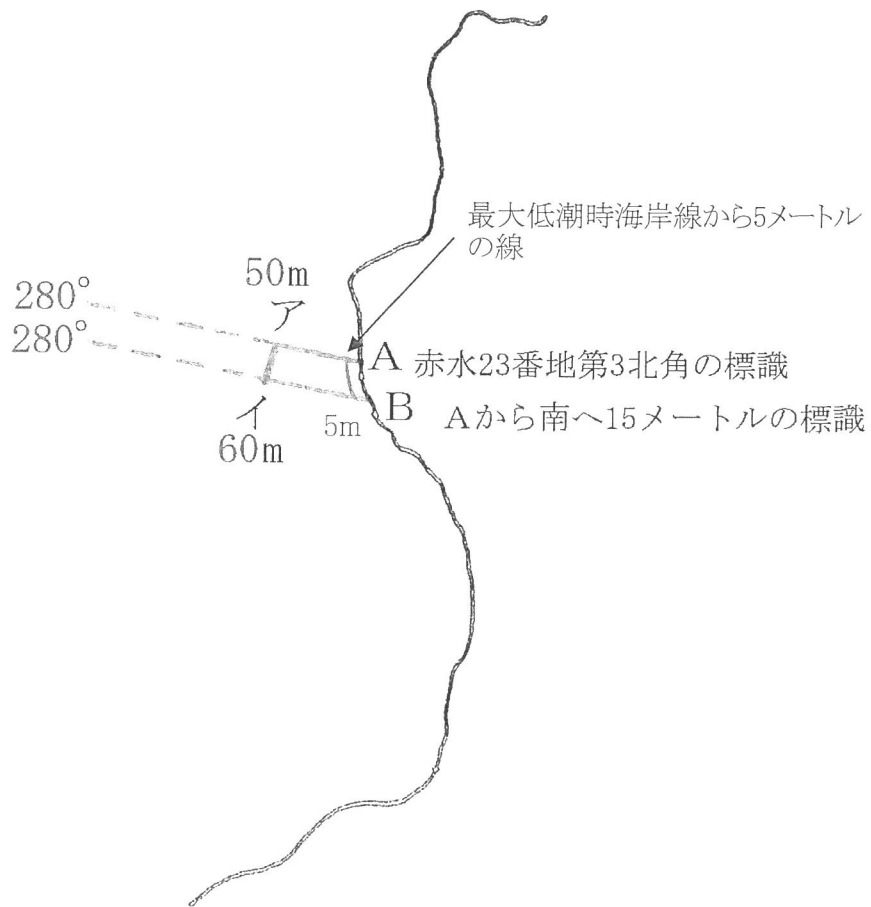 最大低潮時海岸線から5メートル
の線
50m
280°
ア
280°
A 赤水23番地第3北角の標識
B Aから南へ15メートルの標識
イ
5m
60m